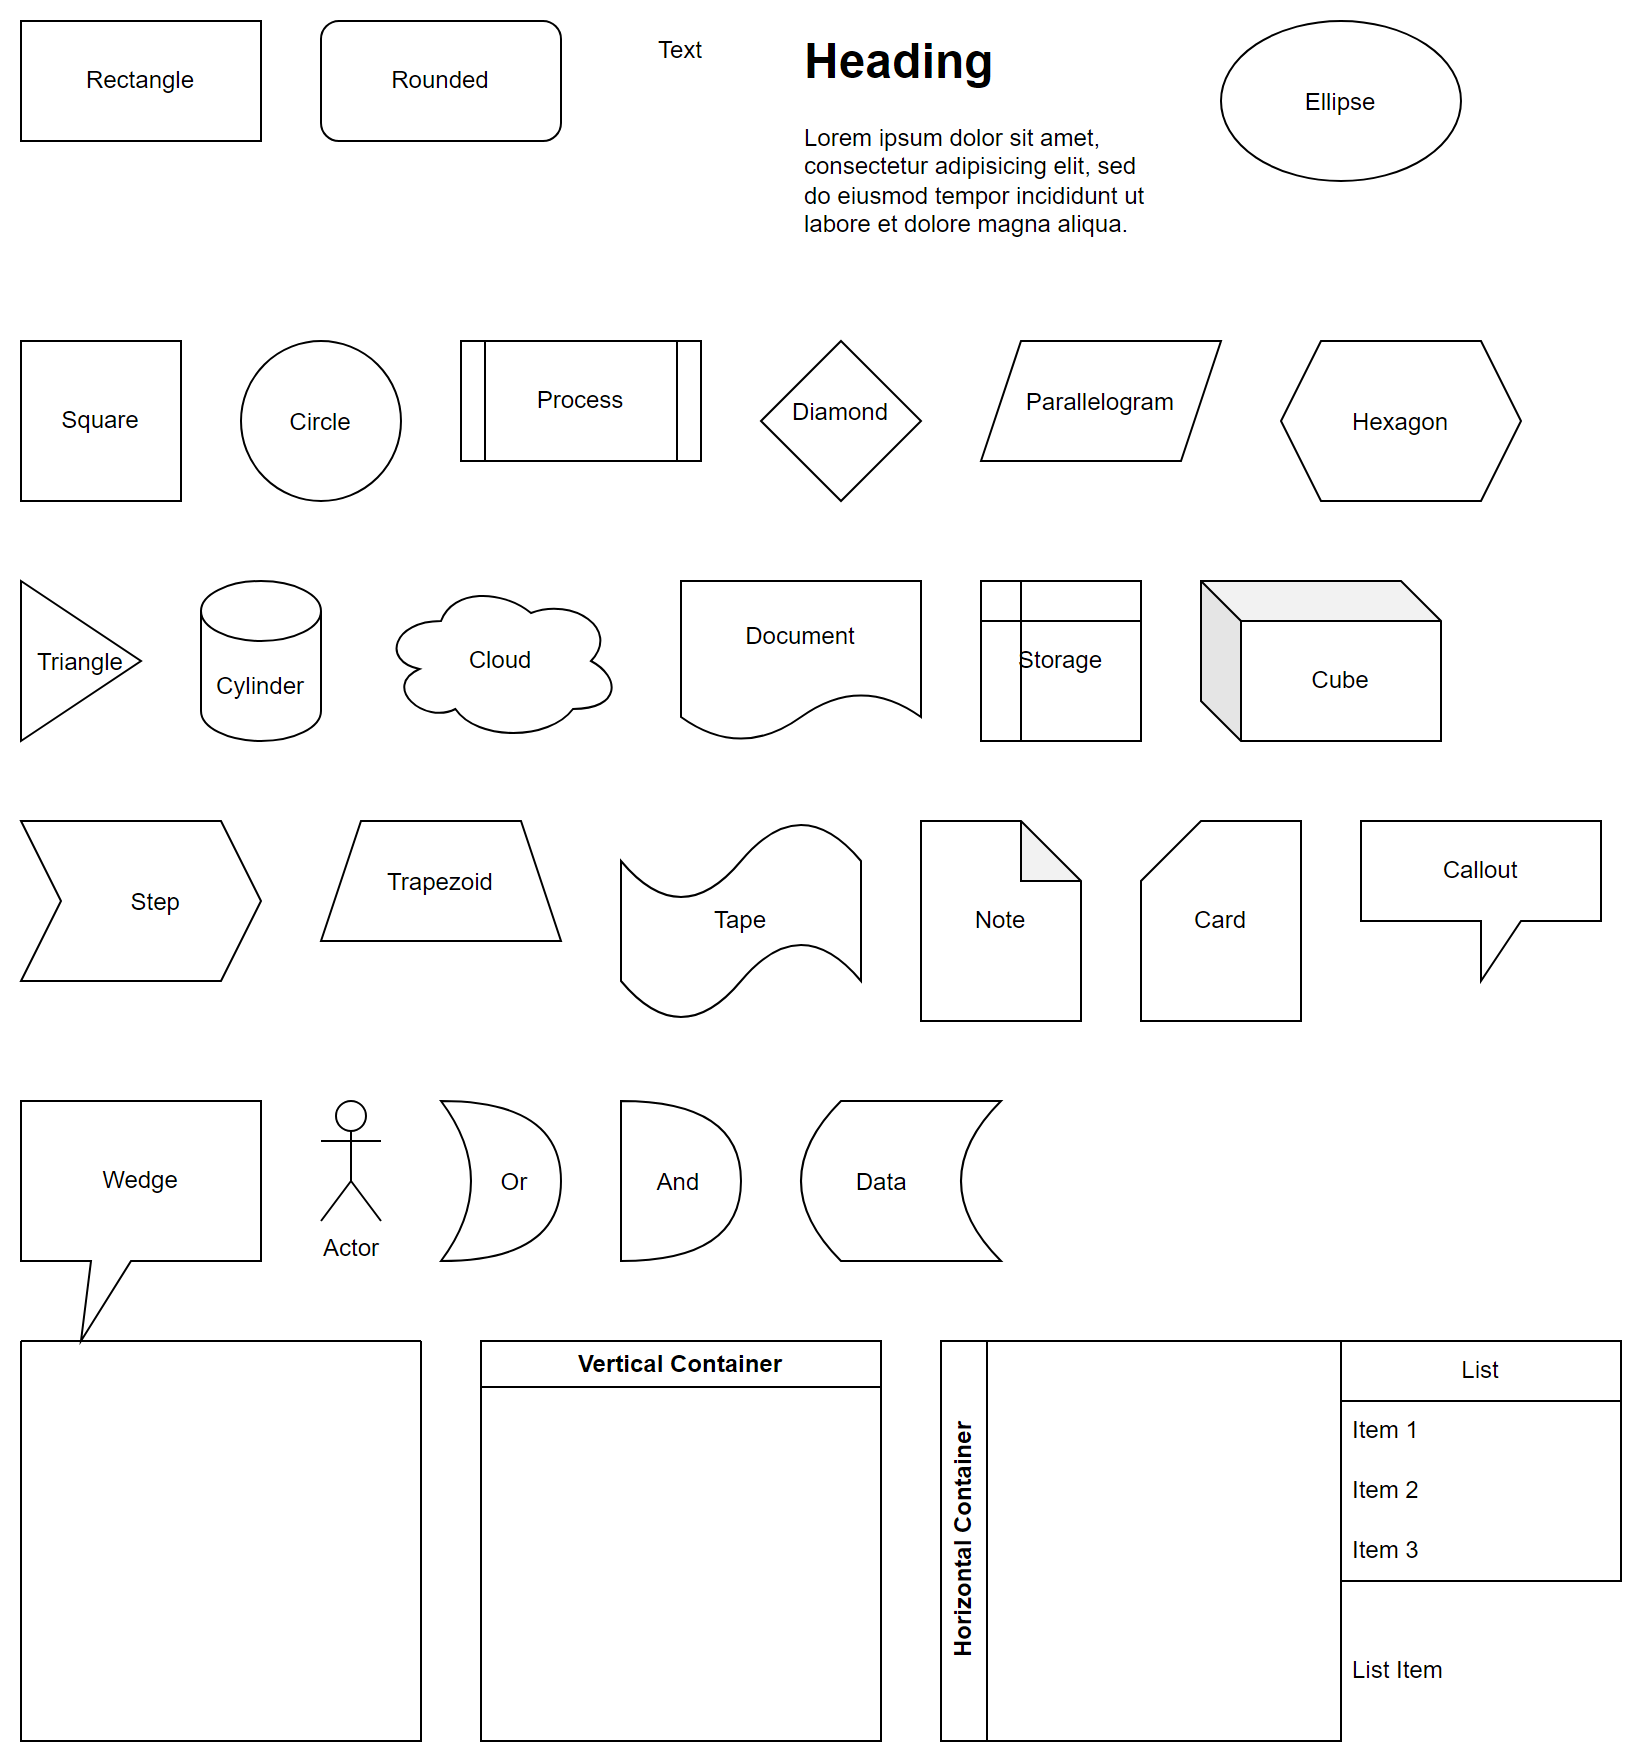 Rectangle
Rounded
Text
Heading
Lorem ipsum dolor sit amet,
consectetur adipisicing elit, sed
do eiusmod tempor incididunt ut
labore et dolore magna aliqua.
Ellipse
Square
Circle
Process
Diamond
Parallelogram
Hexagon
Triangle
Cylinder
Cloud
Document
Storage
Cube
Step
Trapezoid
Tape
Note
Card
Callout
Wedge
Actor
Or
And
Data
Vertical Container
Horizontal Container
List
Item 1
Item 2
Item 3
List Item